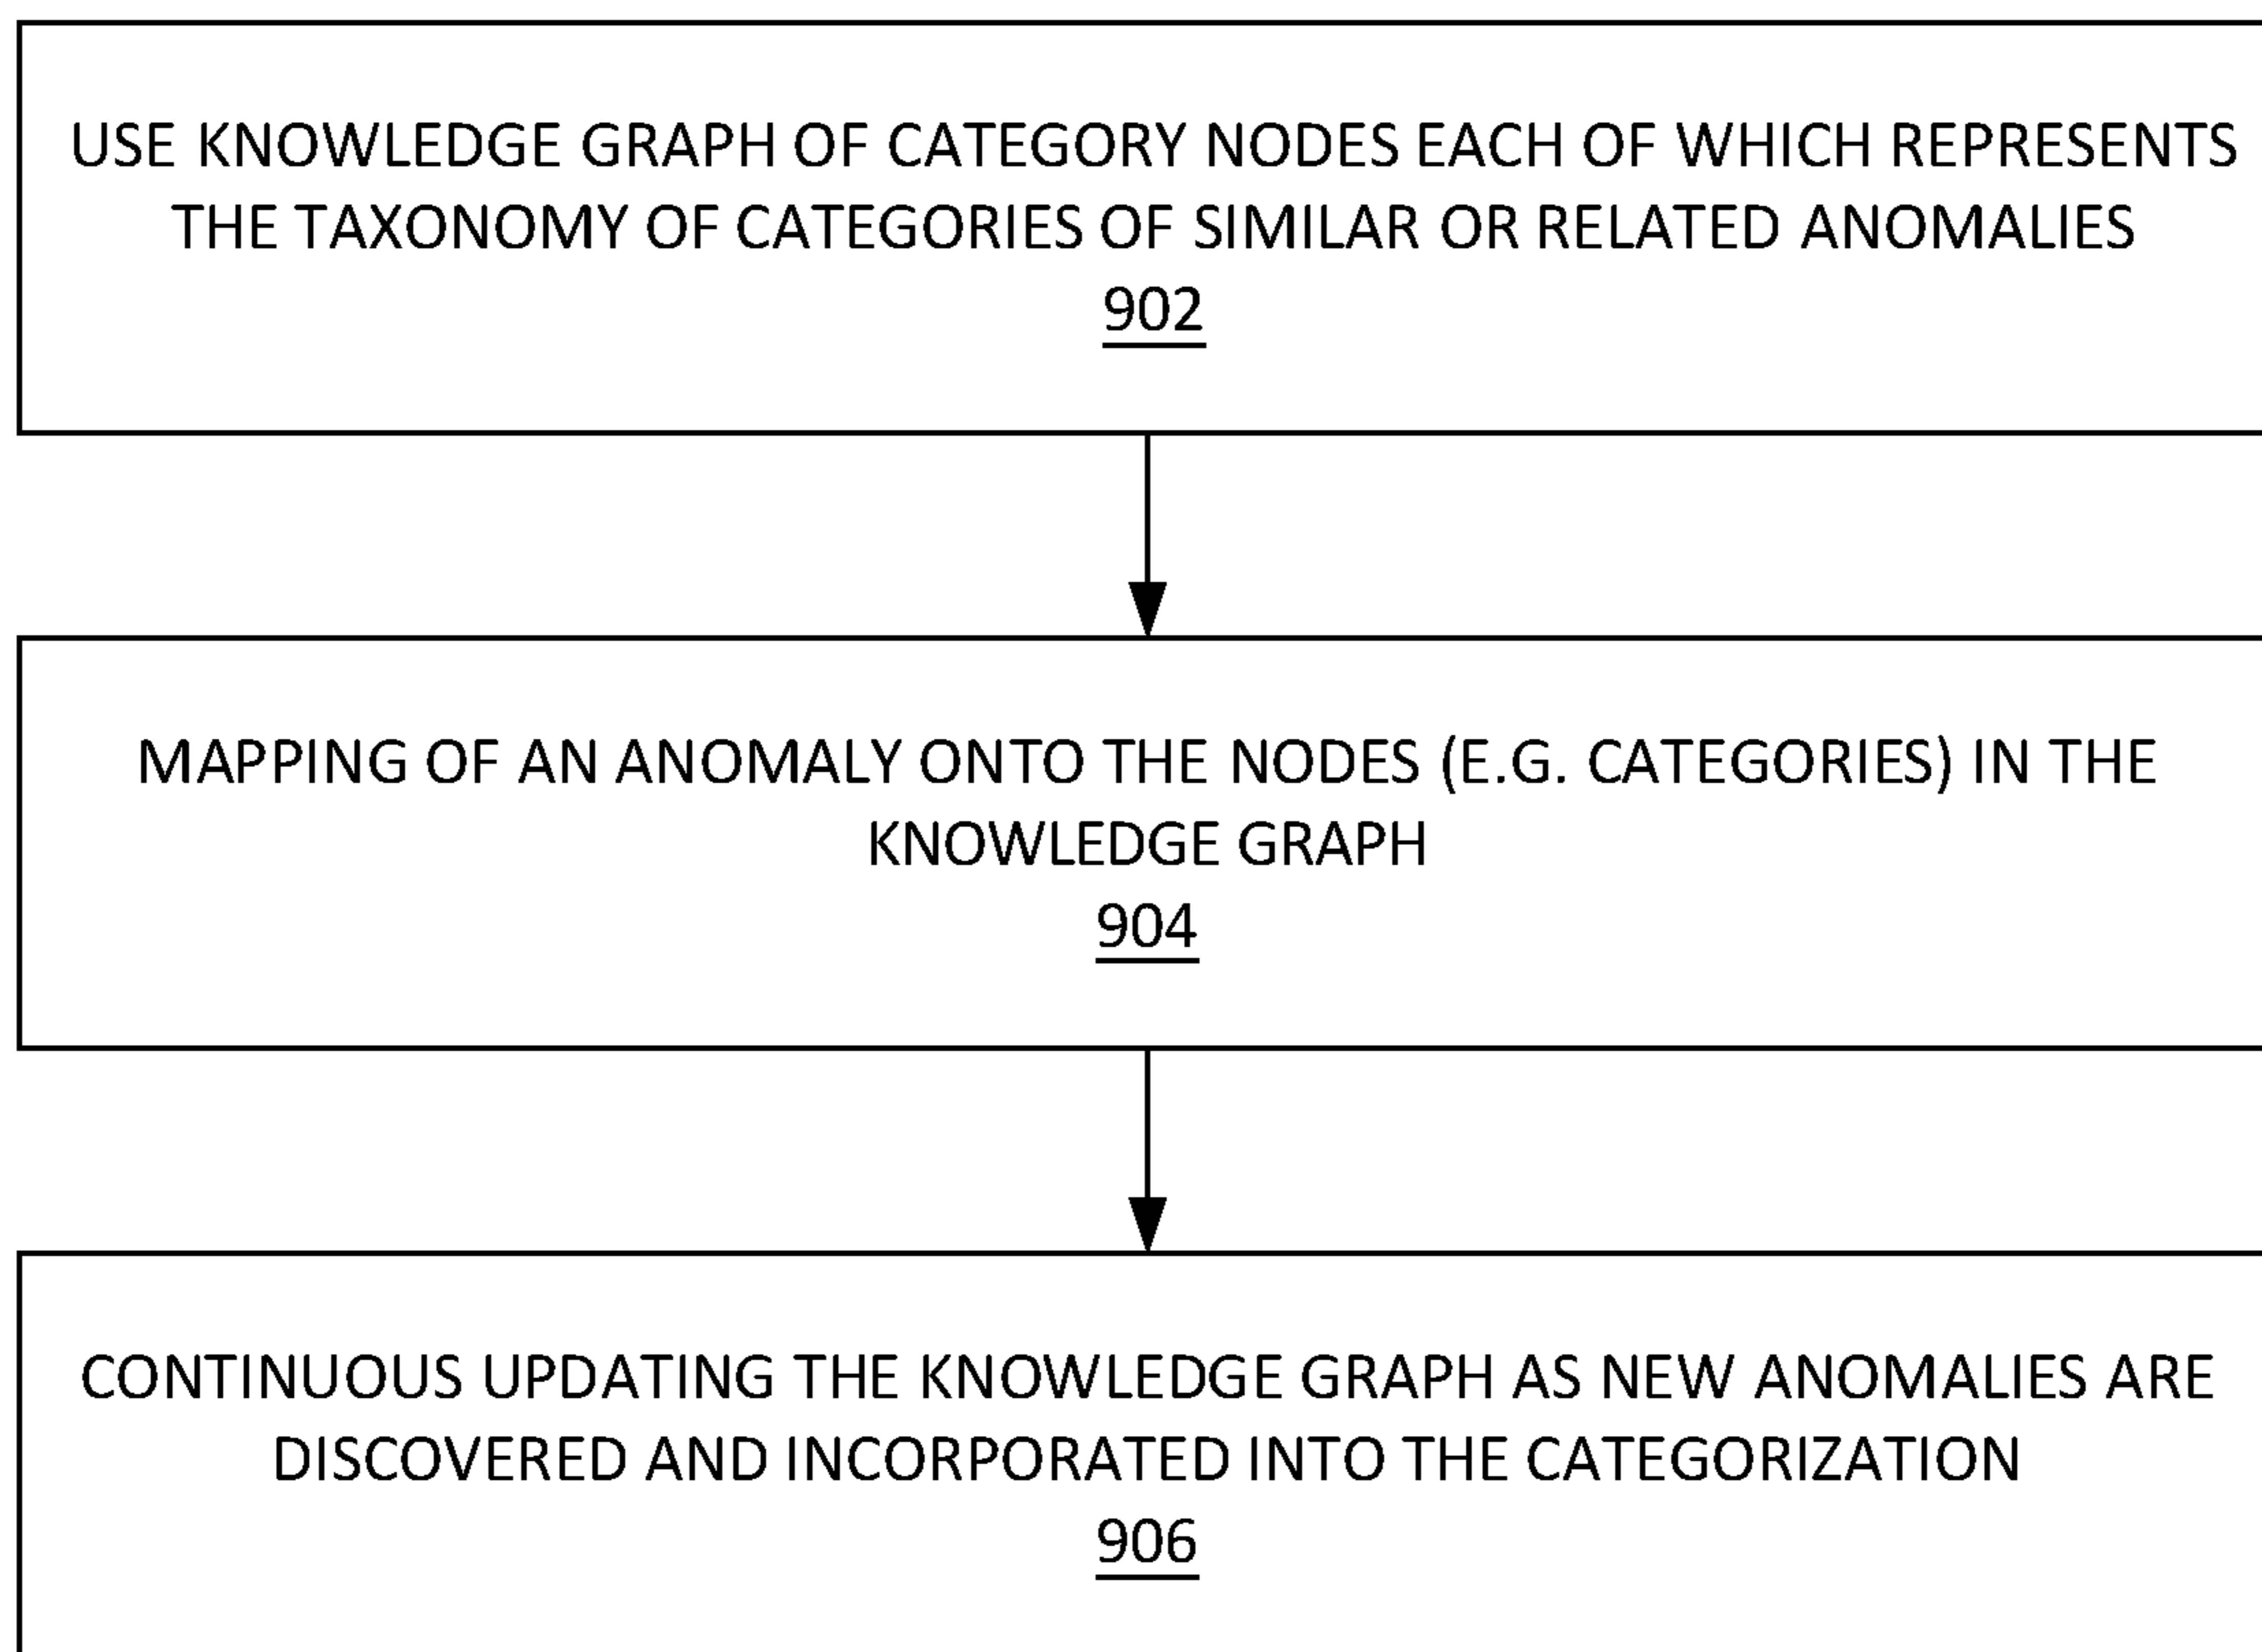 USE KNOWLEDGE GRAPH OF CATEGORY NODES EACH OF WHICH REPRESENTS
THE TAXONOMY OF CATEGORIES OF SIMILAR OR RELATED ANOMALIES
902
MAPPING OF AN ANOMALY ONTO THE NODES (E.G. CATEGORIES) IN THE
KNOWLEDGE GRAPH
904
CONTINUOUS UPDATING THE KNOWLEDGE GRAPH AS NEW ANOMALIES ARE
DISCOVERED AND INCORPORATED INTO THE CATEGORIZATION
906